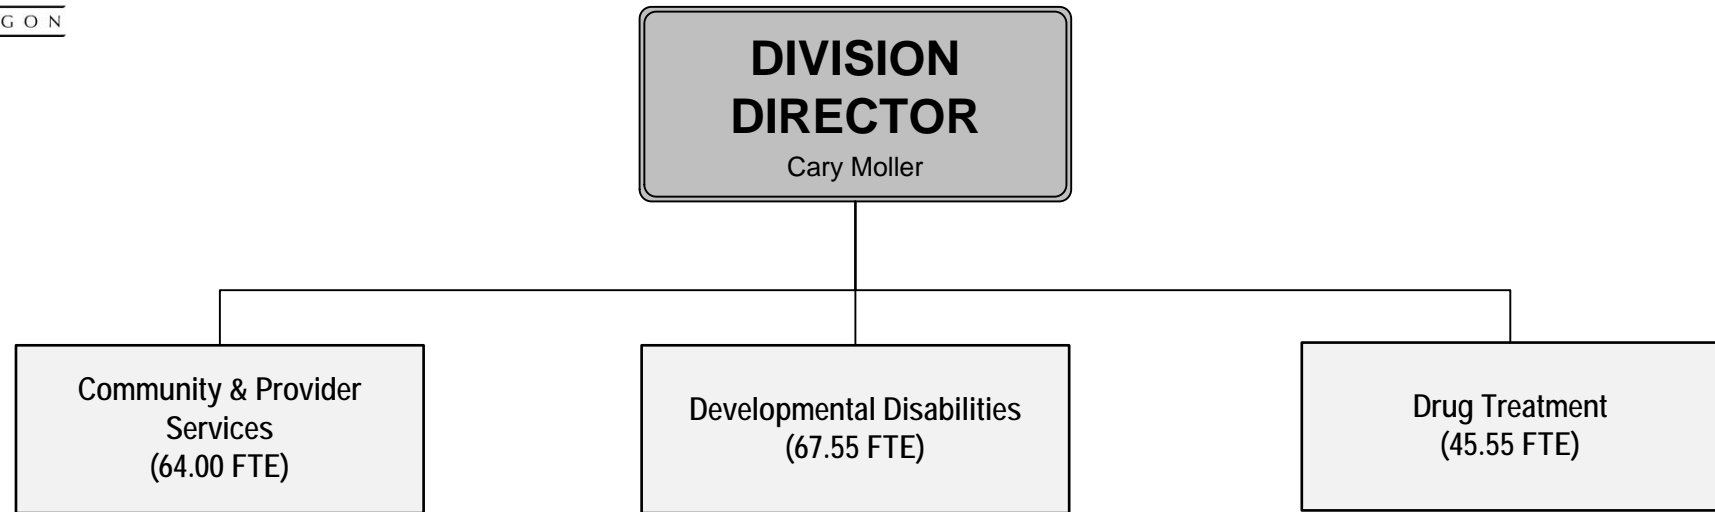 GON
DIVISION
DIRECTOR
Cary Moller
Community & Provider
Services
(64.00 FTE)
Developmental Disabilities
(67.55 FTE)
Drug Treatment
(45.55 FTE)